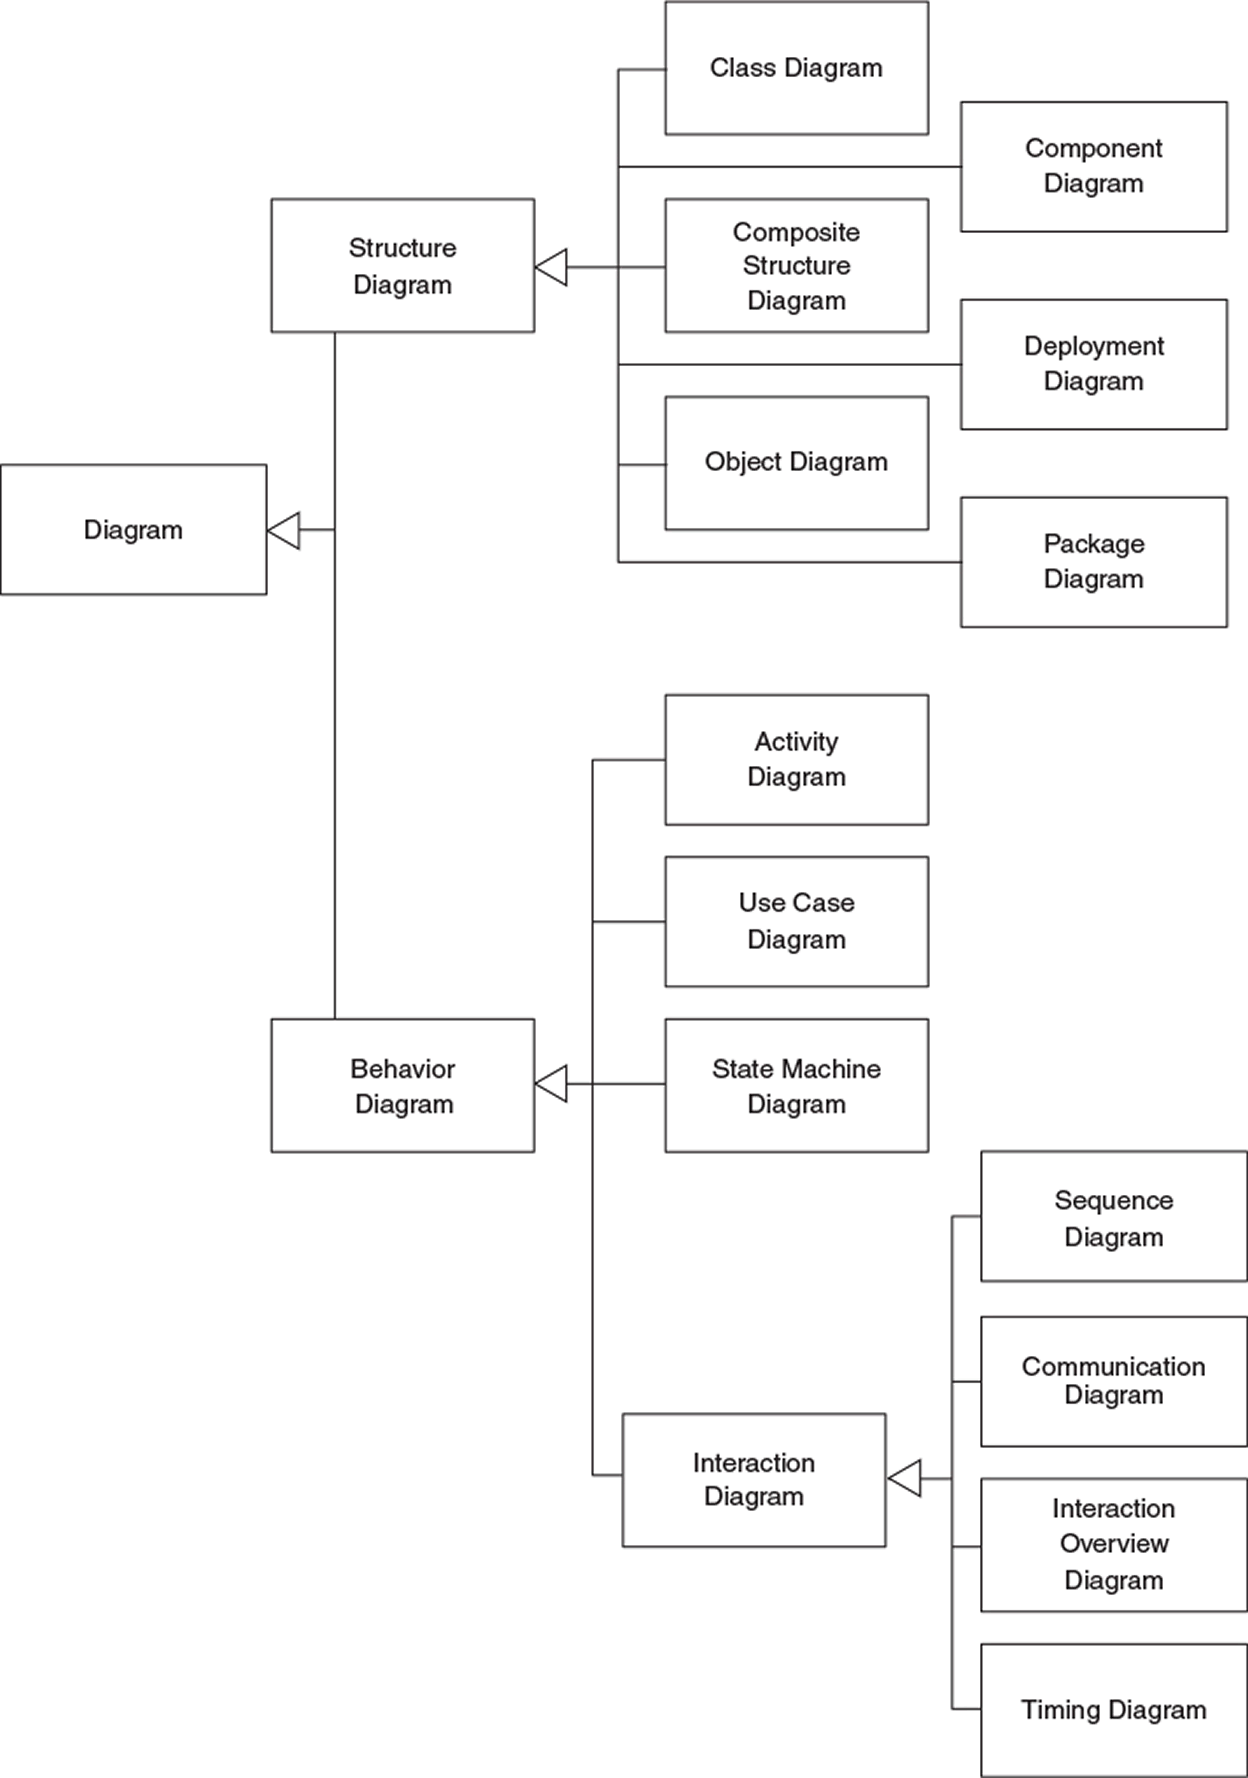 Class Diagram
Component
Diagram
Structure
Diagram
Composite
Structure
Diagram
Deployment
Diagram
Object Diagram
Diagram
Package
Diagram
Activity
Diagram
Use Case
Diagram
Behavior
Diagram
State Machine
Diagram
Sequence
Diagram
Communication
Diagram
Interaction
Diagram
Interaction
Overview
Diagram
Timing Diagram